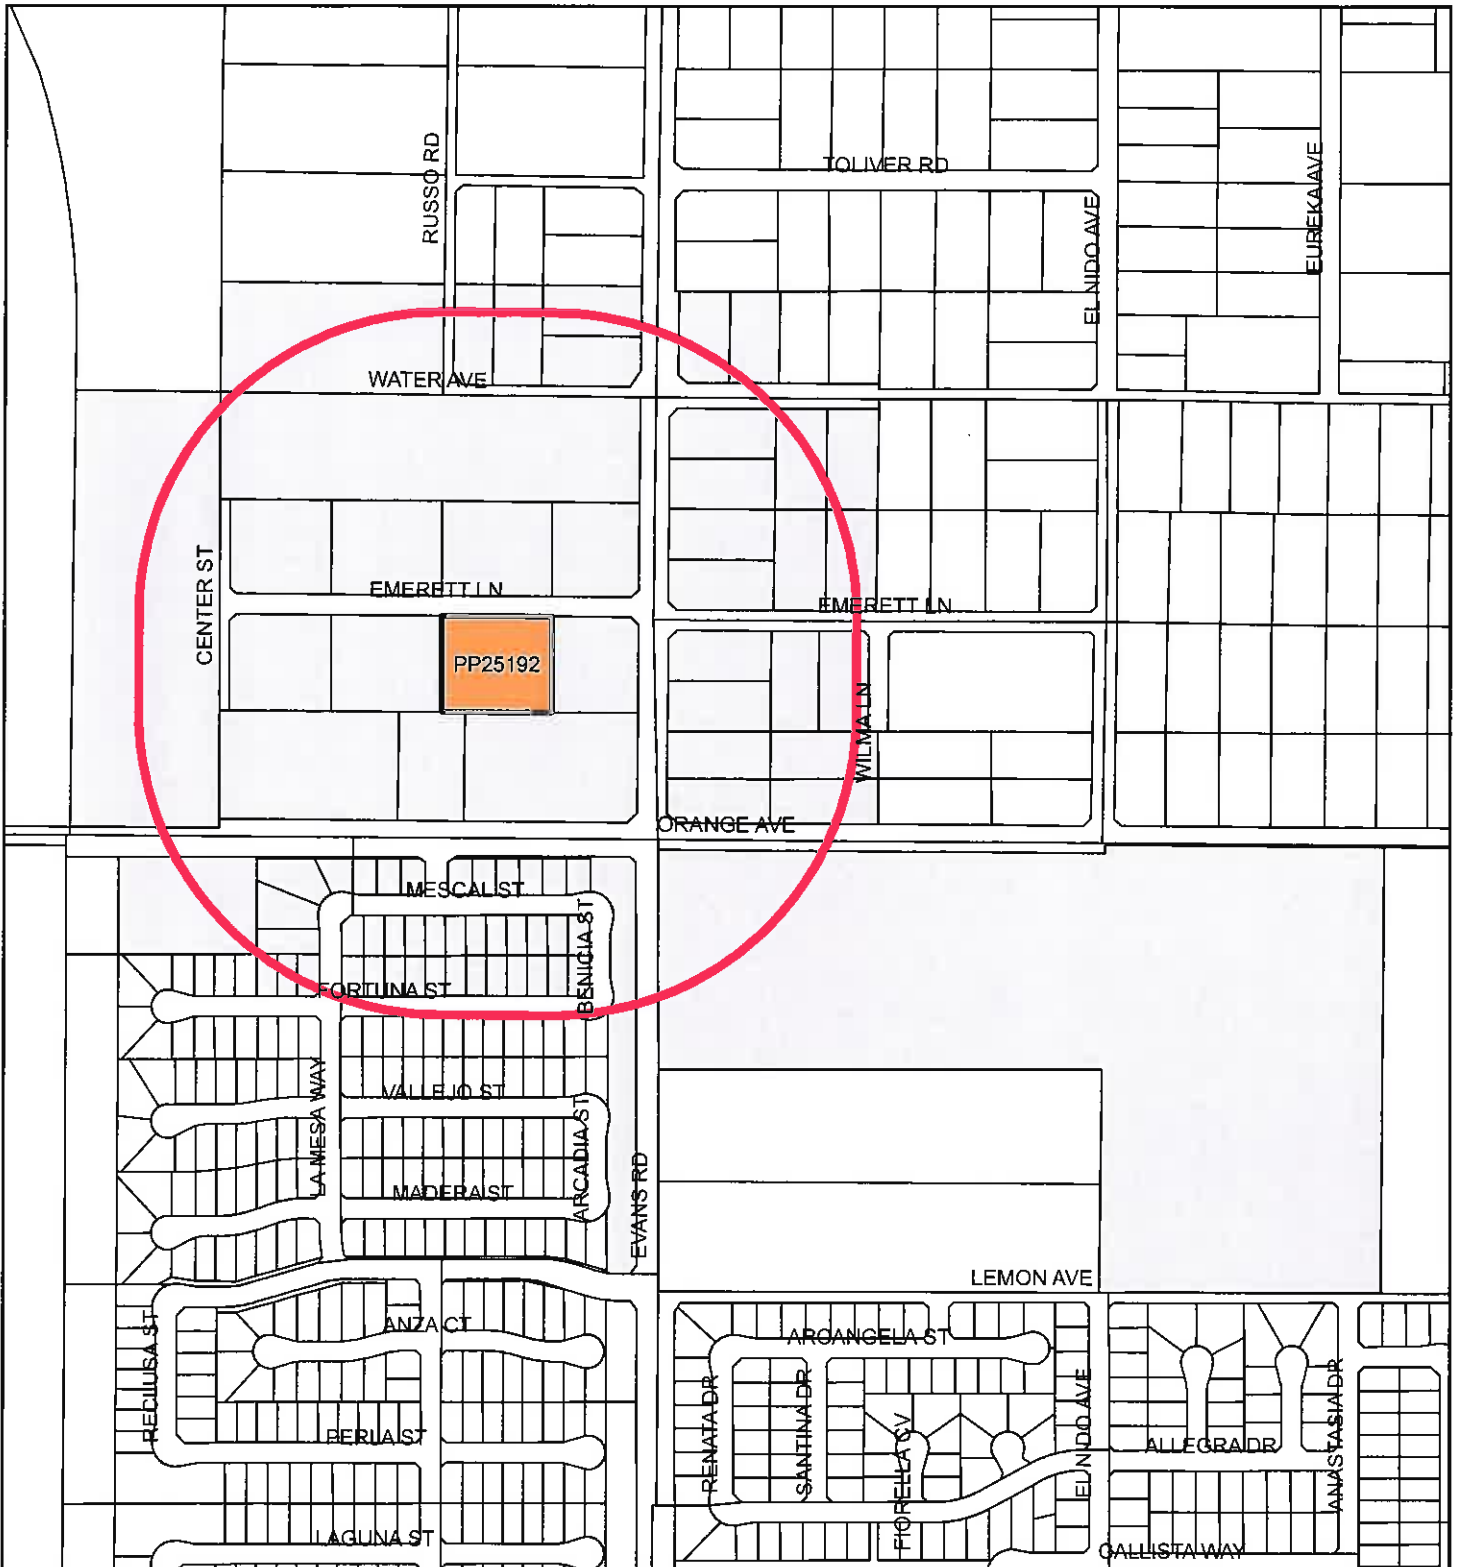 TOLIVER RD
RUSSO RD
EUREKA AVE
EL NIDO AVE
WATER AVE
CENTER ST
EMERETT LN
EMERETT LN
PP25192
WILMA LN
ORANGE AVE
MESCAL ST
BENICIA ST
FORTUNA ST
LA MESA WAY
VALLEJO ST
ARCADIA ST
MADERA ST
EVANS RD
LEMON AVE
RECLUSA ST
ANZA CT
ARCANGELA ST
RENATA DR
SANTINA DR
EL NIDO AVE
ANASTASIA DR
PERLA ST
FIORELLA CV
ALLEGRA DR
LAGUNA ST
CALLISTA WAY